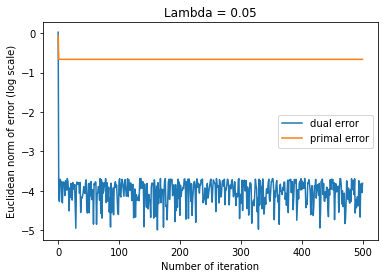 Lambda = 0.05
Euclidean norm of error (log scale)
0
−1
−2
−3
−4
−5
dual error
primal error
0
100
200
300
400
500
Number of iteration